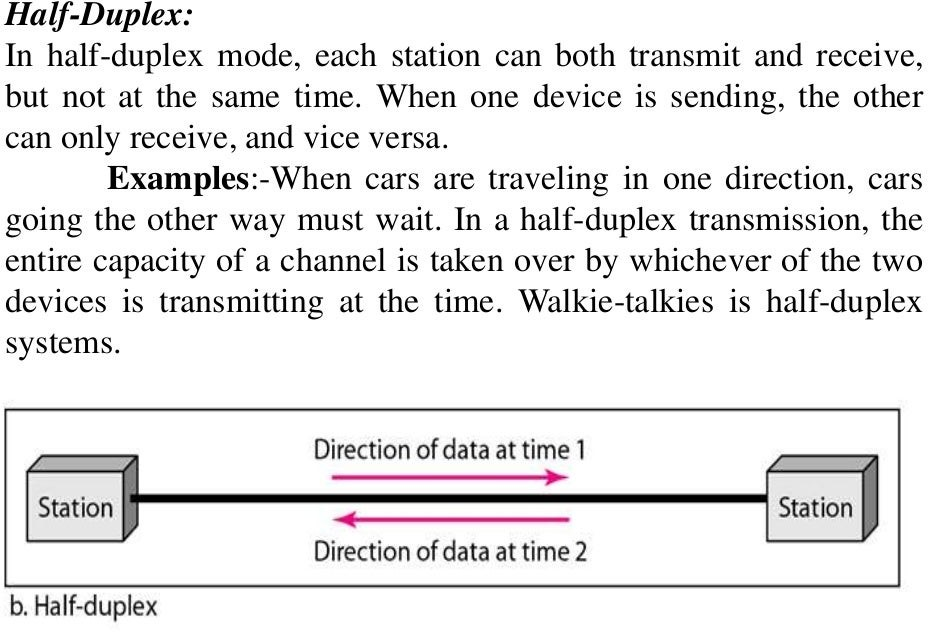 Half-Duplex:
In half-duplex mode, each station can both transmit and receive,
but not at the same time. When one device is sending, the other
can only receive, and vice versa.
Examples:-When cars are traveling in one direction, cars
going the other way must wait. In a half-duplex transmission, the
entire capacity of a channel is taken over by whichever of the two
devices is transmitting at the time. Walkie-talkies is half-duplex
systems.
Direction of data at time 1
Station
Station
Direction of data at time 2
b. Half-duplex